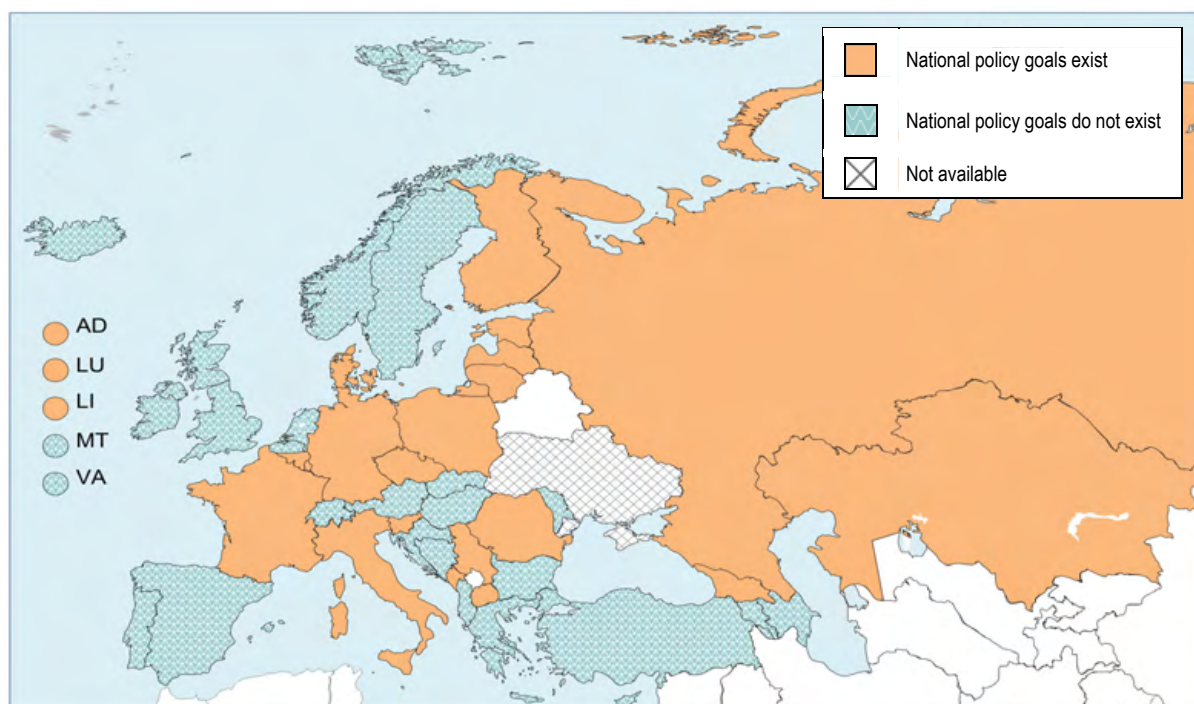 National policy goals exist
National policy goals do not exist
Not available
AD
LU
LI
MT
VA